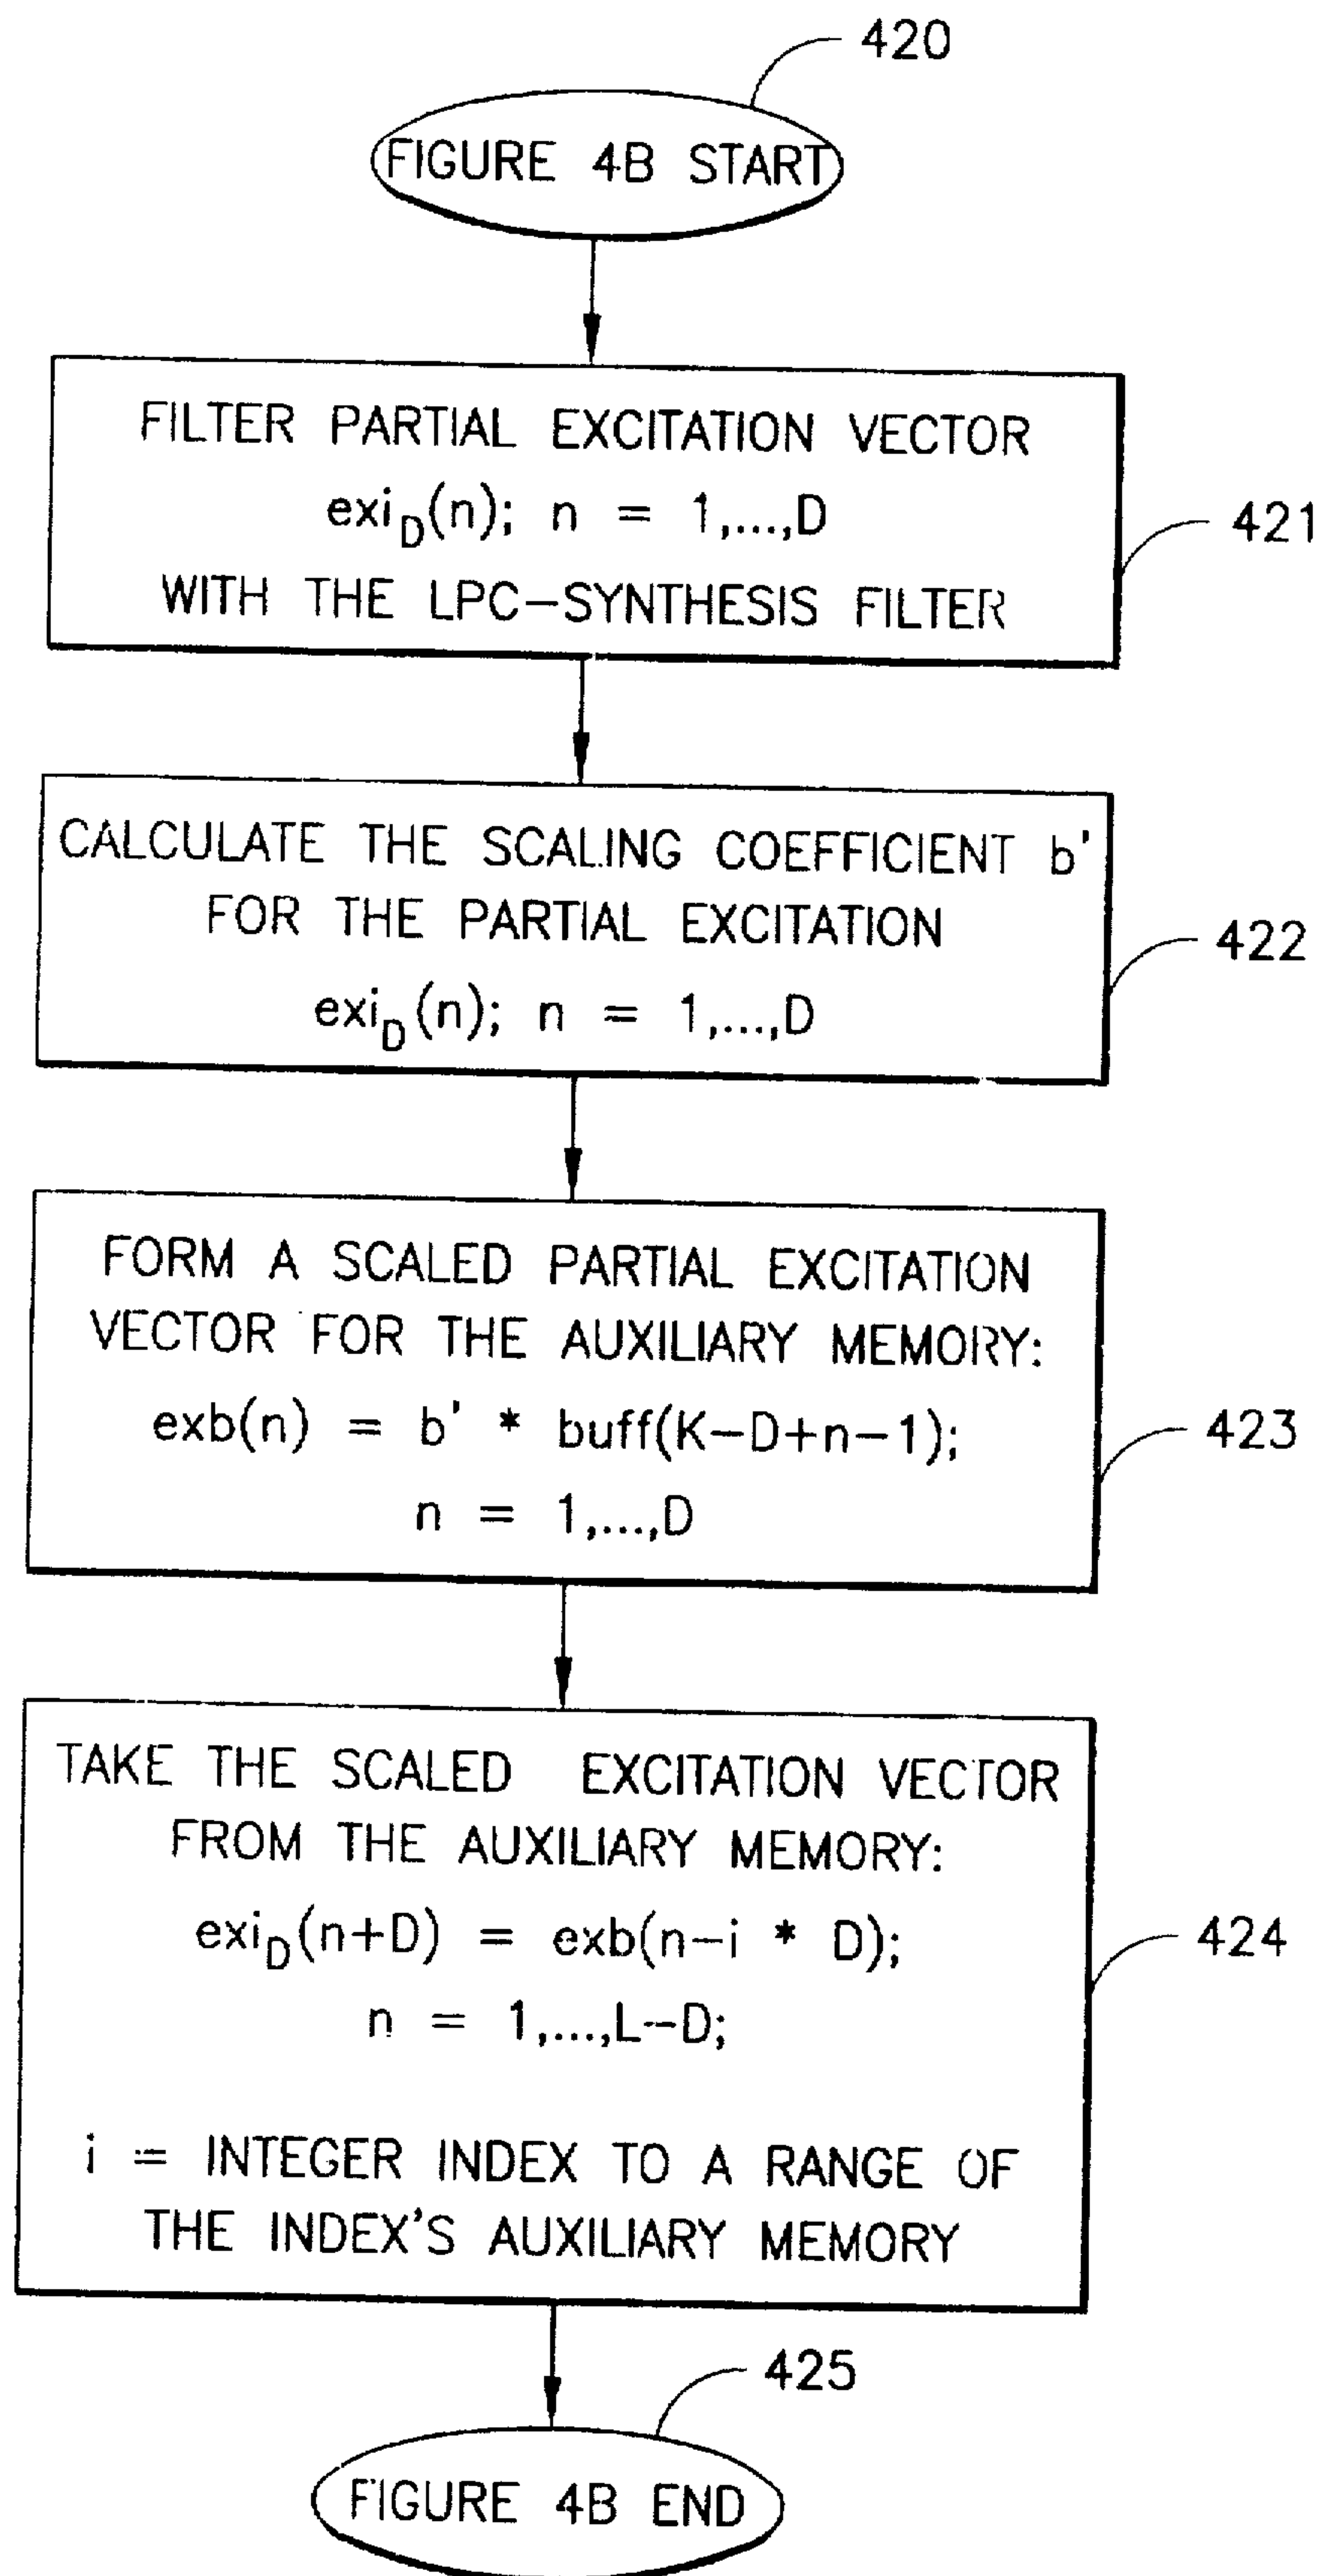 420
FIGURE 4B START
FILTER PARTIAL EXCITATION VECTOR
exi_D(n); n = 1,...,D
WITH THE LPC-SYNTHESIS FILTER
421
CALCULATE THE SCALING COEFFICIENT b'
FOR THE PARTIAL EXCITATION
exi_D(n); n = 1,...,D
422
FORM A SCALED PARTIAL EXCITATION
VECTOR FOR THE AUXILIARY MEMORY:
exb(n) = b' * buff(K-D+n-1);
n = 1,...,D
423
TAKE THE SCALED EXCITATION VECTOR
FROM THE AUXILIARY MEMORY:
exi_D(n+D) = exb(n-i * D);
n = 1,...,L-D;
i = INTEGER INDEX TO A RANGE OF
THE INDEX'S AUXILIARY MEMORY
424
425
FIGURE 4B END